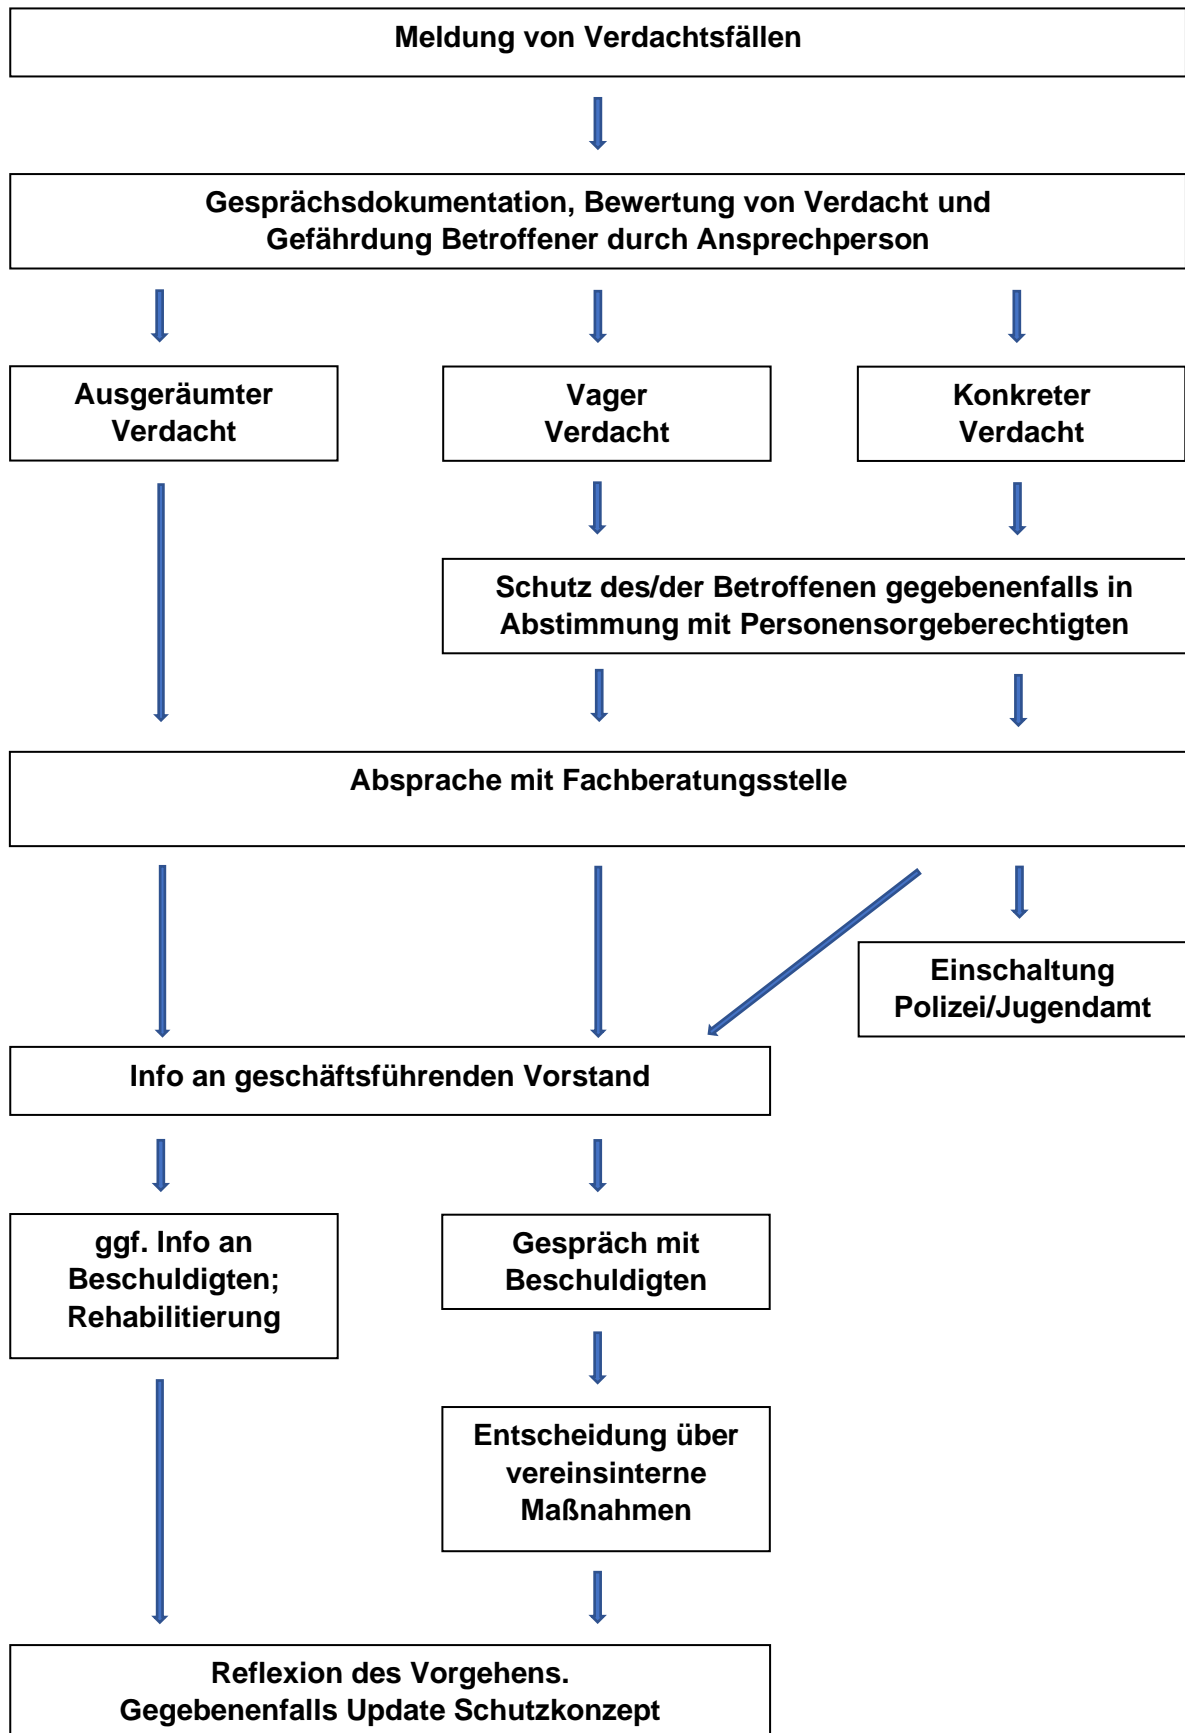 Meldung von Verdachtsfällen
Gesprächsdokumentation, Bewertung von Verdacht und
Gefährdung Betroffener durch Ansprechperson
Ausgeräumter
Verdacht
Vager
Verdacht
Konkreter
Verdacht
Schutz des/der Betroffenen gegebenenfalls in
Abstimmung mit Personensorgeberechtigten
Absprache mit Fachberatungsstelle
Einschaltung
Polizei/Jugendamt
Info an geschäftsführenden Vorstand
ggf. Info an
Beschuldigten;
Rehabilitierung
Gespräch mit
Beschuldigten
Entscheidung über
vereinsinterne
Maßnahmen
Reflexion des Vorgehens.
Gegebenenfalls Update Schutzkonzept